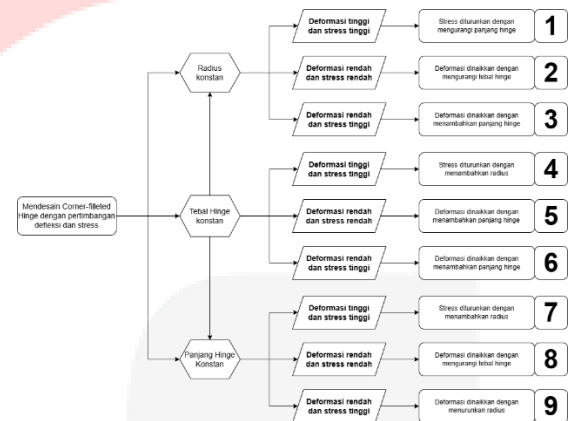 Mendesain Corner-filleted
Hinge dengan pertimbangan
defleksi dan stress
Radius
konstan
Deformasi tinggi
dan stress tinggi
Stress diturunkan dengan
mengurangi panjang hinge
1
Deformasi rendah
dan stress rendah
Deformasi dinaikkan dengan
mengurangi tebal hinge
2
Deformasi rendah
dan stress tinggi
Deformasi dinaikkan dengan
menambahkan panjang hinge
3
Tebal Hinge
konstan
Deformasi tinggi
dan stress tinggi
Stress diturunkan dengan
menambahkan radius
4
Deformasi rendah
dan stress rendah
Deformasi dinaikkan dengan
menambahkan panjang hinge
5
Deformasi rendah
dan stress tinggi
Deformasi dinaikkan dengan
menambahkan panjang hinge
6
Panjang Hinge
Konstan
Deformasi tinggi
dan stress tinggi
Stress diturunkan dengan
menambahkan radius
7
Deformasi rendah
dan stress rendah
Deformasi dinaikkan dengan
mengurangi tebal hinge
8
Deformasi rendah
dan stress tinggi
Deformasi dinaikkan dengan
menurunkan radius
9